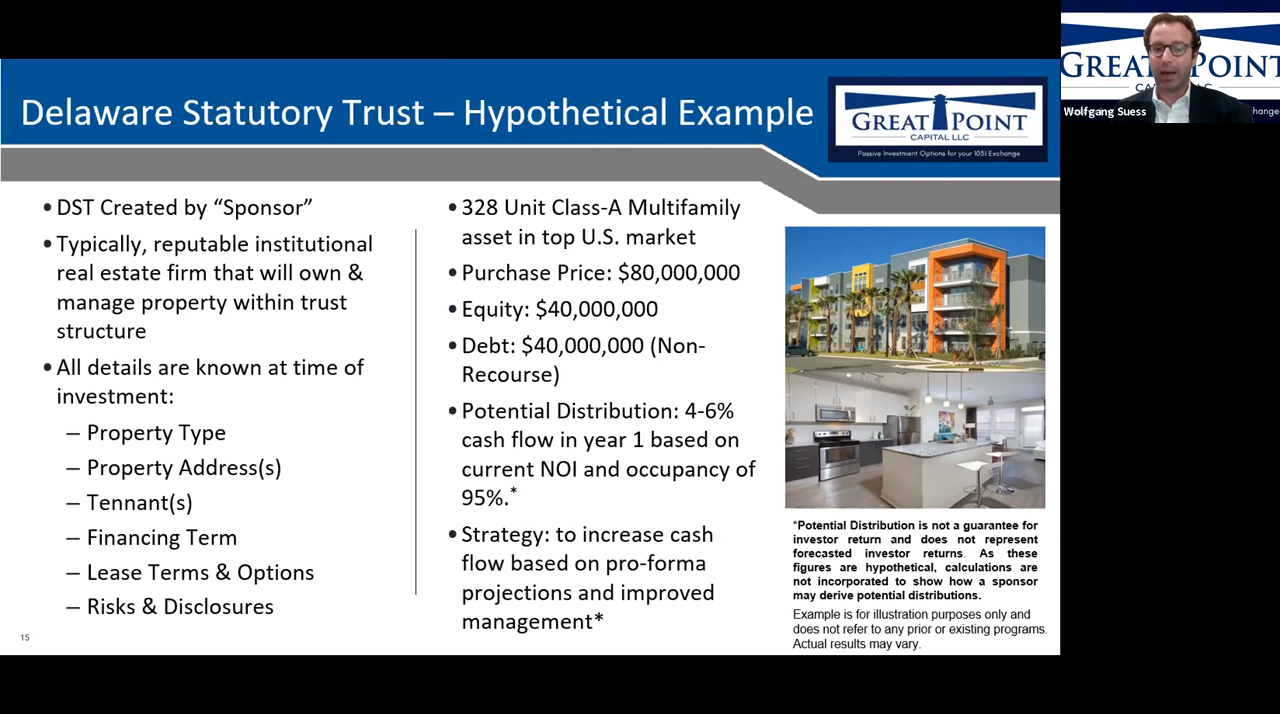 Delaware Statutory Trust – Hypothetical Example
GREAT POINT
CAPITAL LLC
Passive Investment Options for your 1031 Exchange
• DST Created by “Sponsor”
• Typically, reputable institutional
real estate firm that will own &
manage property within trust
structure
• All details are known at time of
investment:
– Property Type
– Property Address(s)
– Tennant(s)
– Financing Term
– Lease Terms & Options
– Risks & Disclosures
• 328 Unit Class-A Multifamily
asset in top U.S. market
• Purchase Price: $80,000,000
• Equity: $40,000,000
• Debt: $40,000,000 (Non-
Recourse)
• Potential Distribution: 4-6%
cash flow in year 1 based on
current NOI and occupancy of
95%.*
• Strategy: to increase cash
flow based on pro-forma
projections and improved
management*
*Potential Distribution is not a guarantee for
investor return and does not represent
forecasted investor returns. As these
figures are hypothetical, calculations are
not incorporated to show how a sponsor
may derive potential distributions.
Example is for illustration purposes only and
does not refer to any prior or existing programs.
Actual results may vary.
15
GREAT POINT
Wolfgang Suess
hange